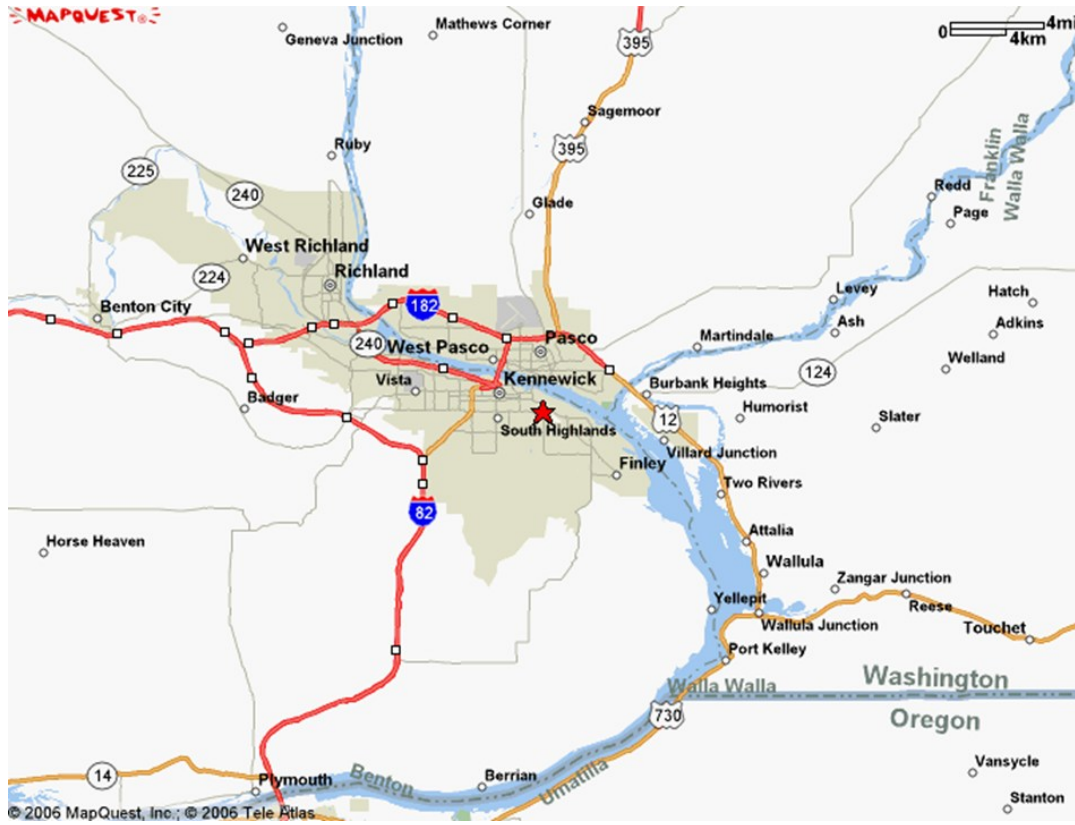 MAPQUEST®
Mathews Corner
Geneva Junction
0 4mi
4km
395
Sagemoor
395
Ruby
225
240
Franklin
Walla Walla
Redd
Page
Glade
West Richland
Richland
224
Benton City
182
Levey
Ash
Hatch
Adkins
Martindale
240
West Pasco
Pasco
Welland
124
Vista
Kennewick
Burbank Heights
Badger
12
Humorist
Slater
South Highlands
Villard Junction
Finley
Two Rivers
82
Attalia
Horse Heaven
Wallula
Zangar Junction
Reese
Yellepit
Wallula Junction
Touchet
Port Kelley
Walla Walla
Washington
Oregon
730
14
Plymouth
Benton
Berrian
Umatilla
Vansycle
Stanton
© 2006 MapQuest, Inc.; © 2006 Tele Atlas